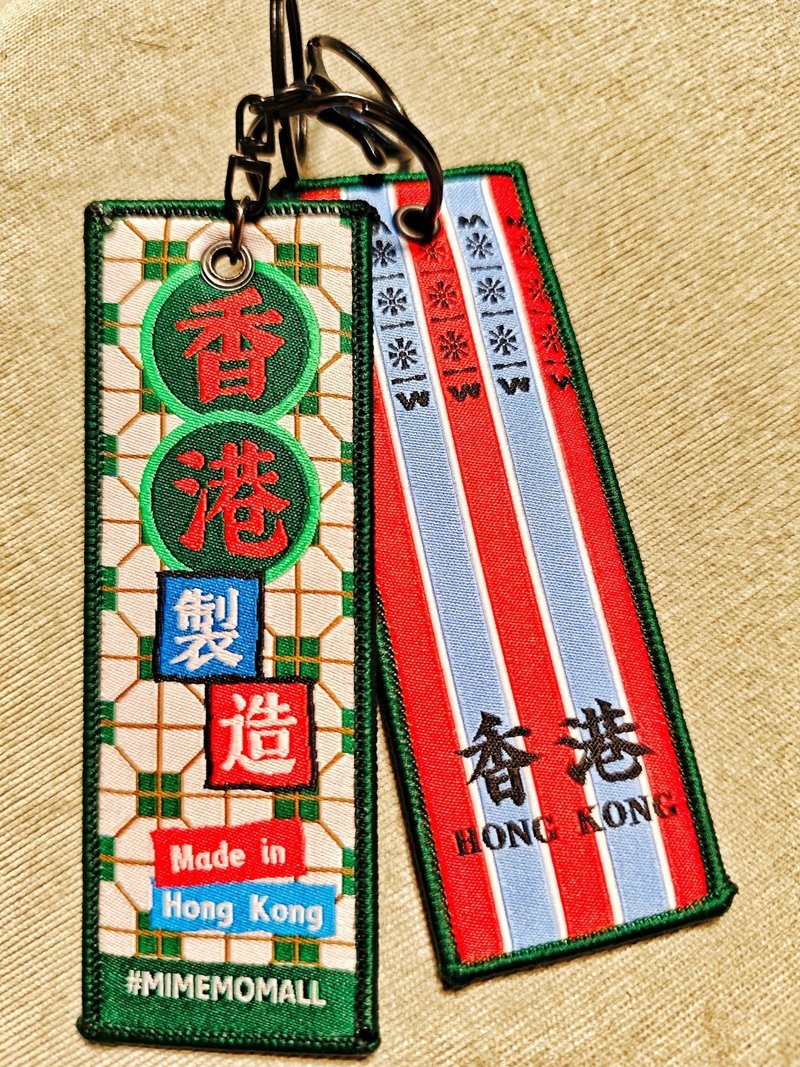 香
港
製
造
Made in
Hong Kong
#MIMEMOMALL
香港
HONG KONG